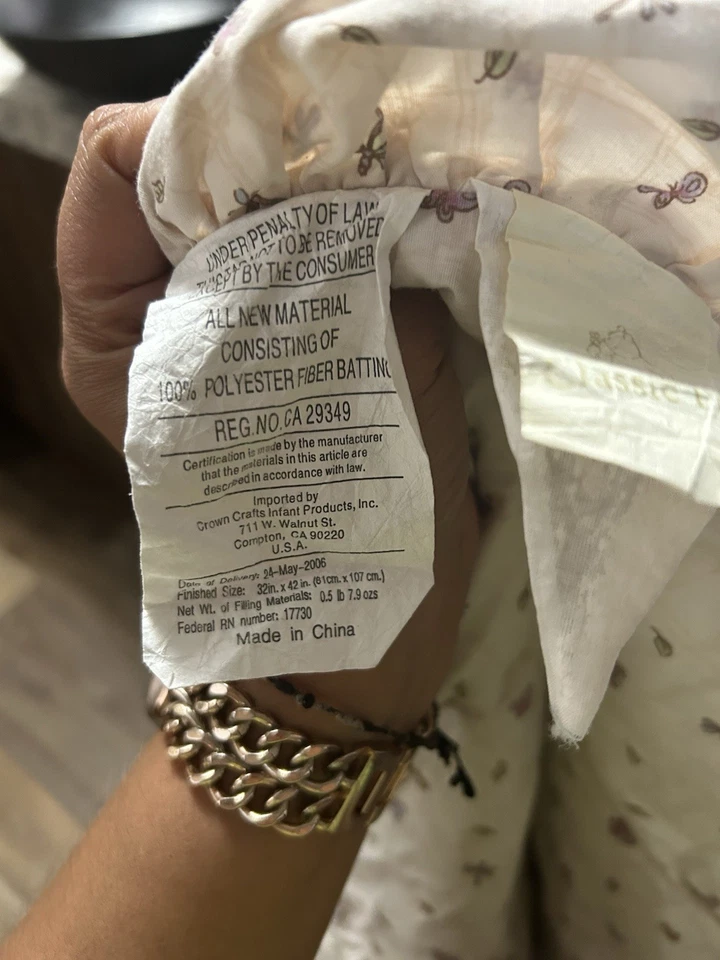 UNDER PENALTY OF LAW
TO BE REMOVED
BY THE CONSUMER
ALL NEW MATERIAL
CONSISTING OF
100% POLYESTER FIBER BATTIN
REG.NO.CA 29349
Certification is made by the manufacturer
that the materials in this article are
described in accordance with law.
Imported by
Crown Crafts Infant Products, Inc.
711 W. Walnut St.
Compton, CA 90220
U.S.A.
Date of Delivery: 24-May-2006
Finished Size: 32in. x 42 in. (81cm. x 107 cm.)
Net Wt. of Filling Materials: 0.5 lb 7.9 ozs
Federal RN number: 17730
Made in China
Classic